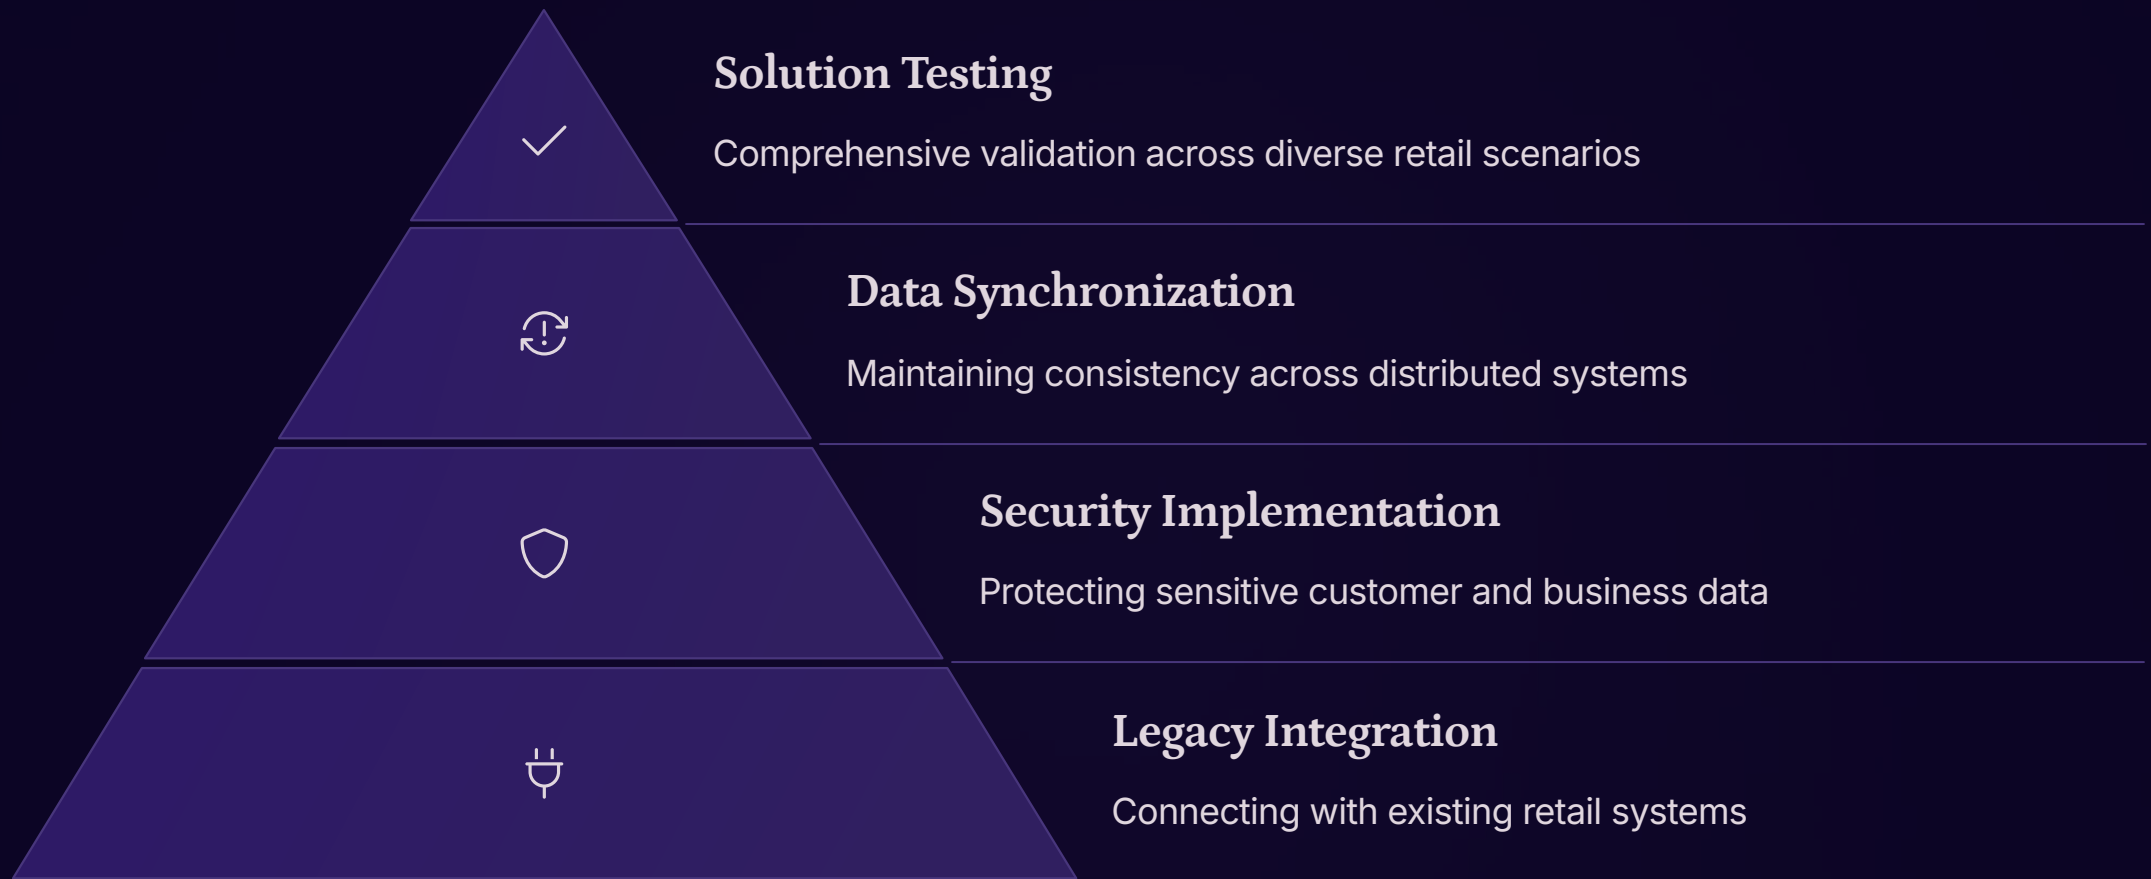 Solution Testing
Comprehensive validation across diverse retail scenarios
Data Synchronization
Maintaining consistency across distributed systems
Security Implementation
Protecting sensitive customer and business data
Legacy Integration
Connecting with existing retail systems